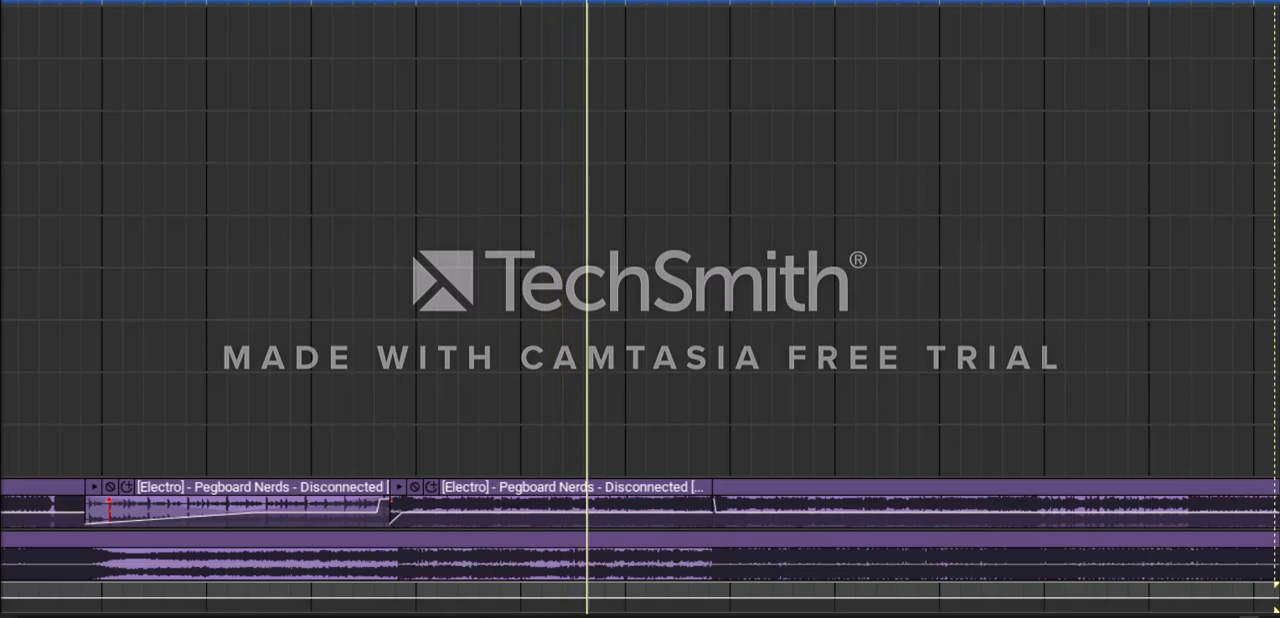 TechSmith®
MADE WITH CAMTASIA FREE TRIAL
[Electro] - Pegboard Nerds - Disconnected
[Electro] - Pegboard Nerds - Disconnected [...